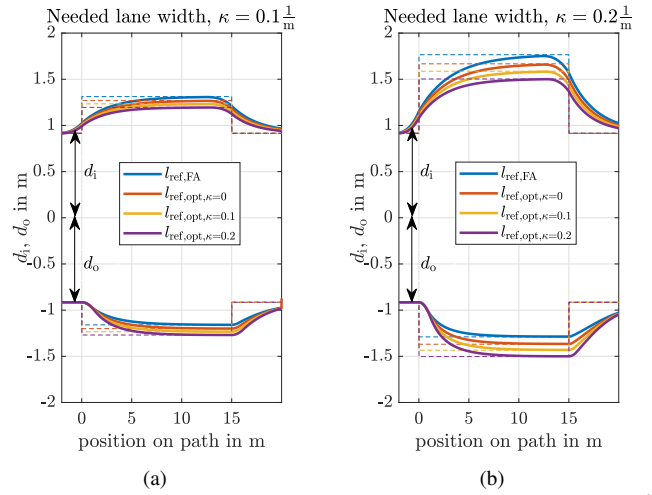 Needed lane width, κ = 0.1 1/m
2
1.5
1
0.5
0
-0.5
-1
-1.5
-2
d_i, d_o in m
d_i
d_o
l_ref,FA
l_ref,opt,κ=0
l_ref,opt,κ=0.1
l_ref,opt,κ=0.2
0 5 10 15
position on path in m
(a)
Needed lane width, κ = 0.2 1/m
2
1.5
1
0.5
0
-0.5
-1
-1.5
-2
d_i, d_o in m
d_i
d_o
l_ref,FA
l_ref,opt,κ=0
l_ref,opt,κ=0.1
l_ref,opt,κ=0.2
0 5 10 15
position on path in m
(b)